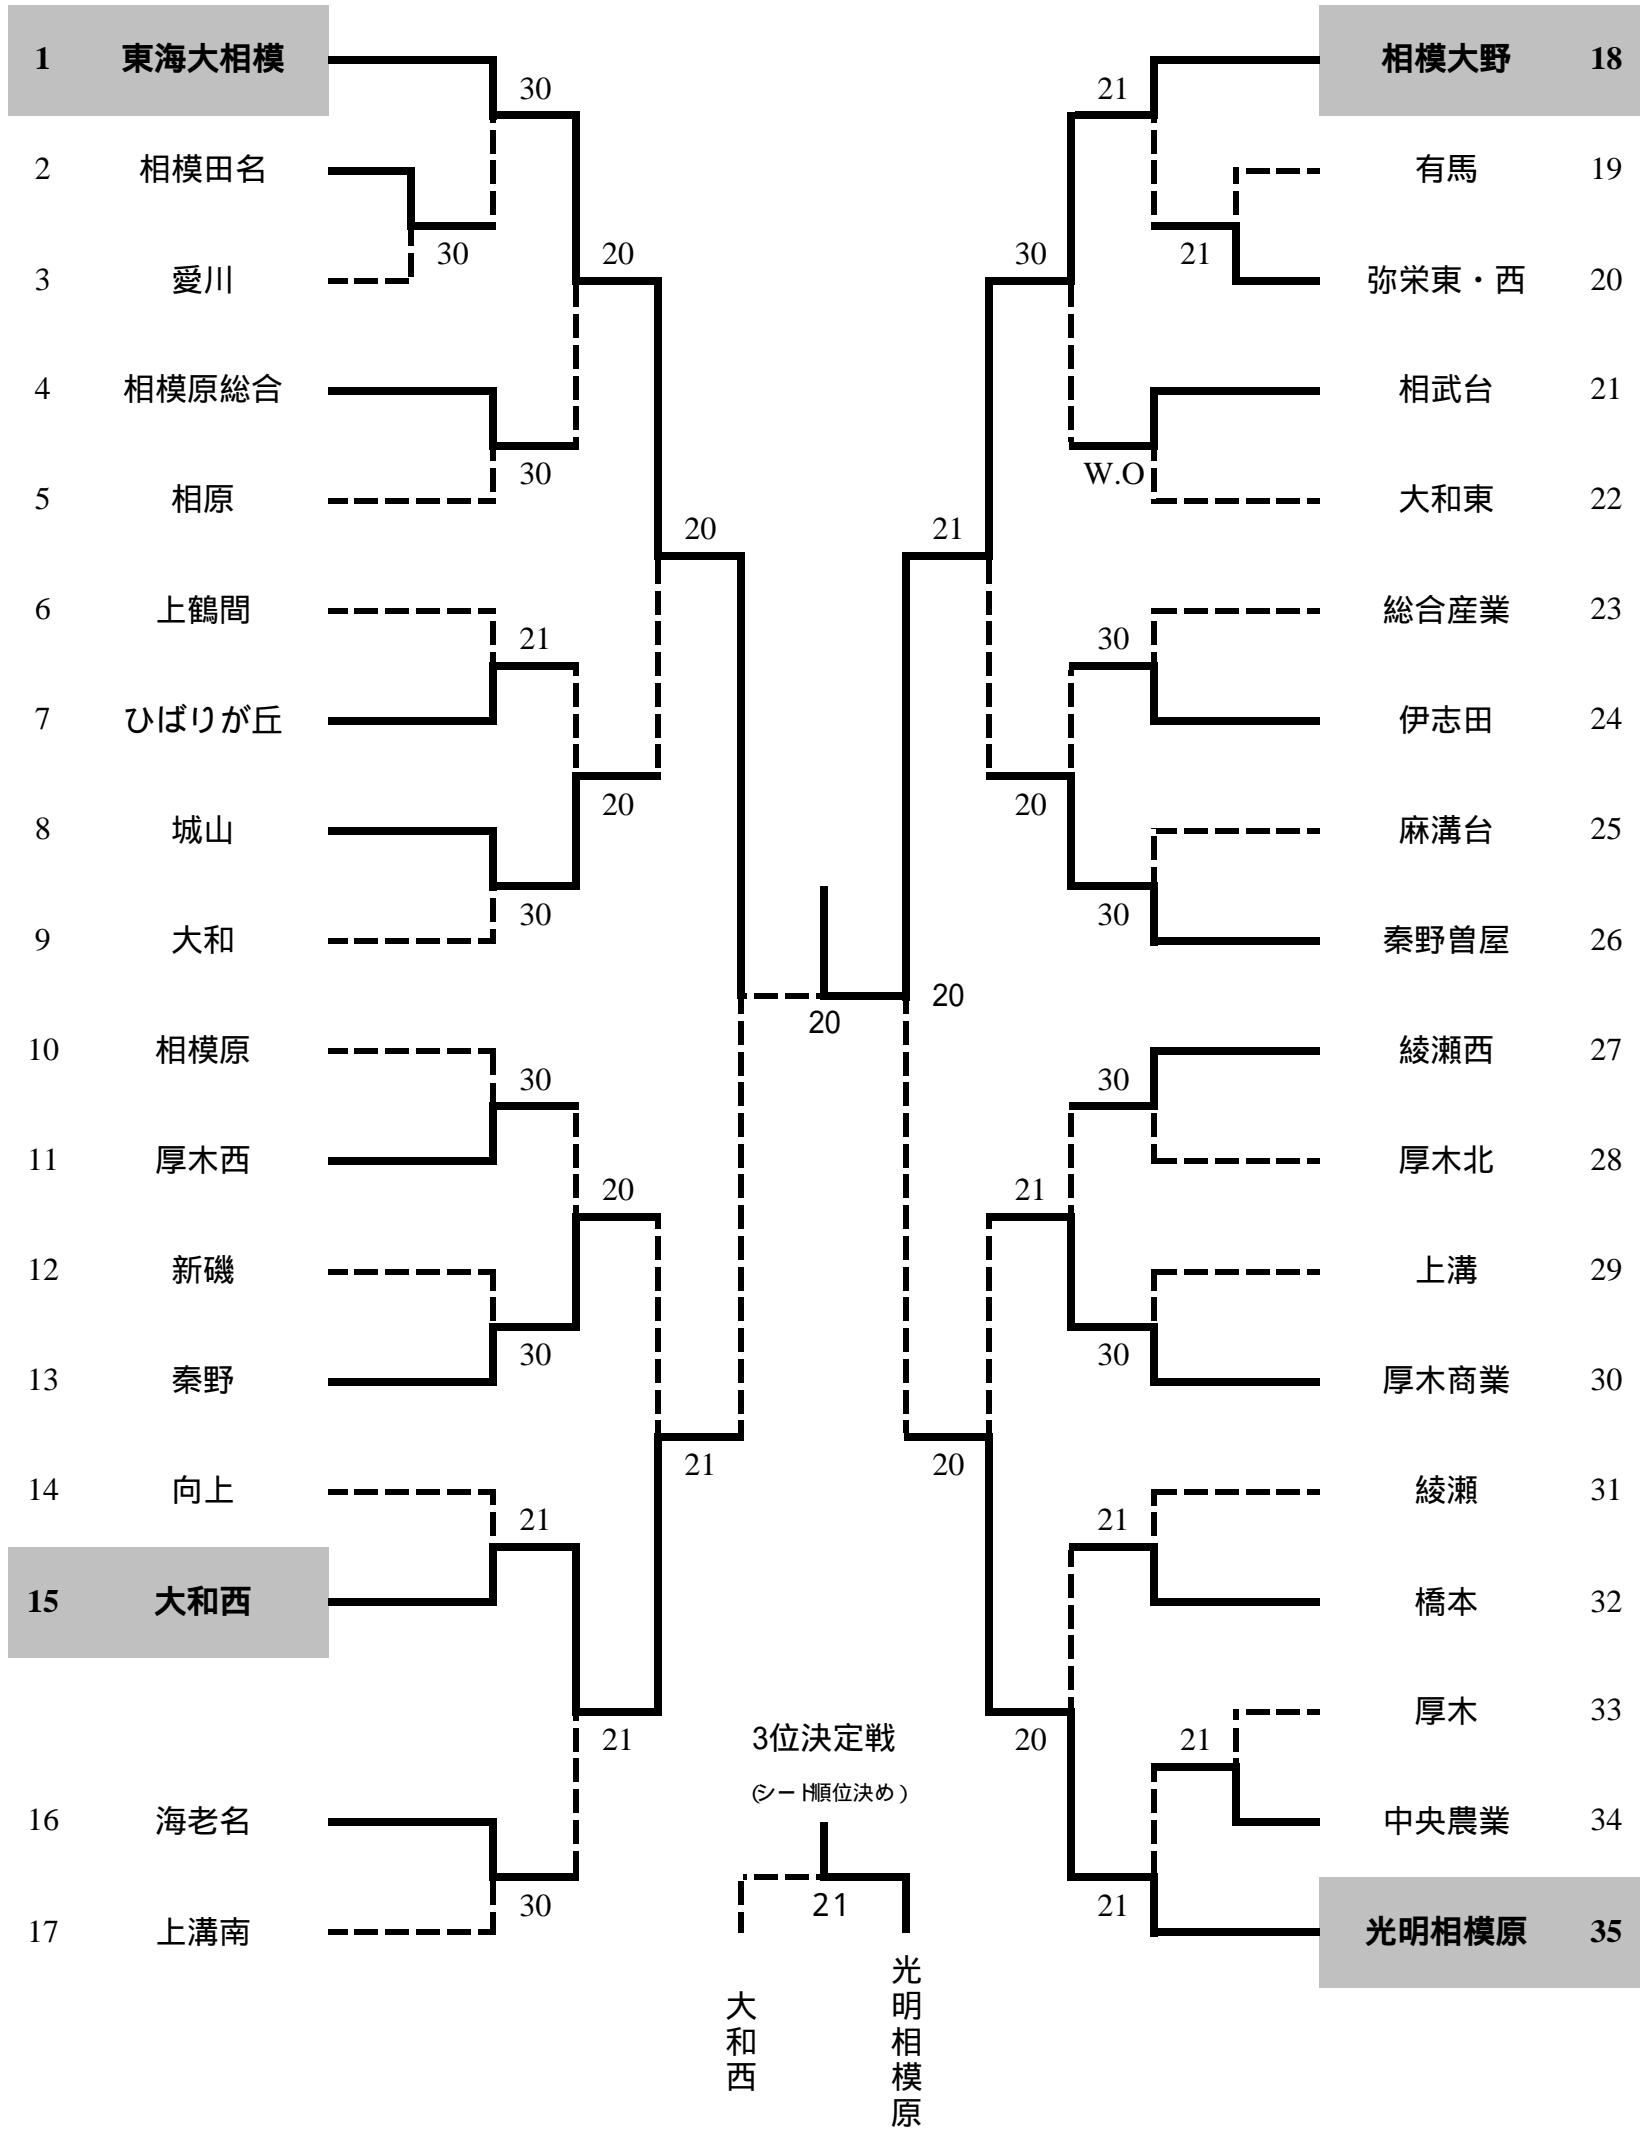 1 東海大相模
30
2 相模田名
30
3 愛川
20
4 相模原総合
30
5 相原
20
6 上鶴間
21
7 ひばりが丘
20
8 城山
30
9 大和
10 相模原
30
11 厚木西
20
12 新磯
30
13 秦野
21
14 向上
21
15 大和西
21
16 海老名
30
17 上溝南
20
20
相模大野 18
21
有馬 19
21
弥栄東・西 20
30
相武台 21
W.O
大和東 22
21
総合産業 23
30
伊志田 24
20
麻溝台 25
30
秦野曽屋 26
綾瀬西 27
30
厚木北 28
21
上溝 29
30
厚木商業 30
20
綾瀬 31
21
橋本 32
20
厚木 33
21
中央農業 34
21
光明相模原 35
3位決定戦
(シード順位決め)
21
大和西
光明相模原